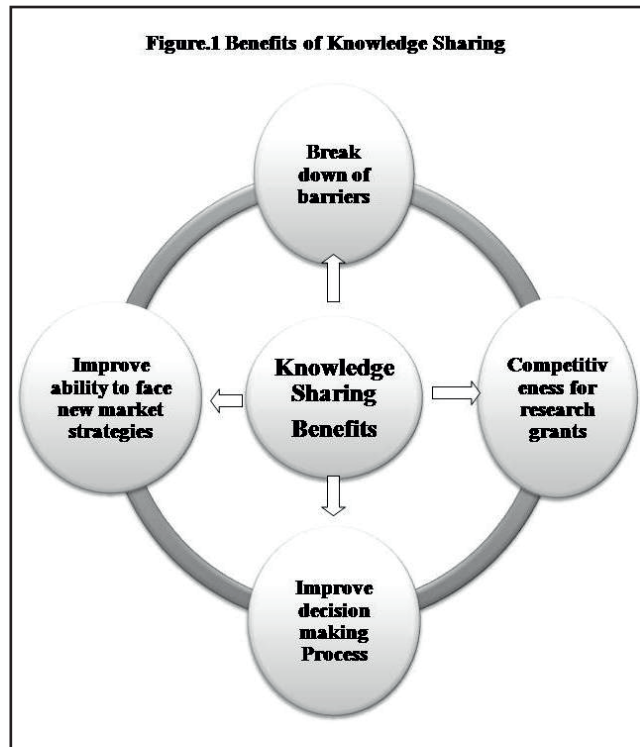 Figure.1 Benefits of Knowledge Sharing
Break
down of
barriers
Improve
ability to face
new market
strategies
Knowledge
Sharing
Benefits
Competitiv
eness for
research
grants
Improve
decision
making
Process